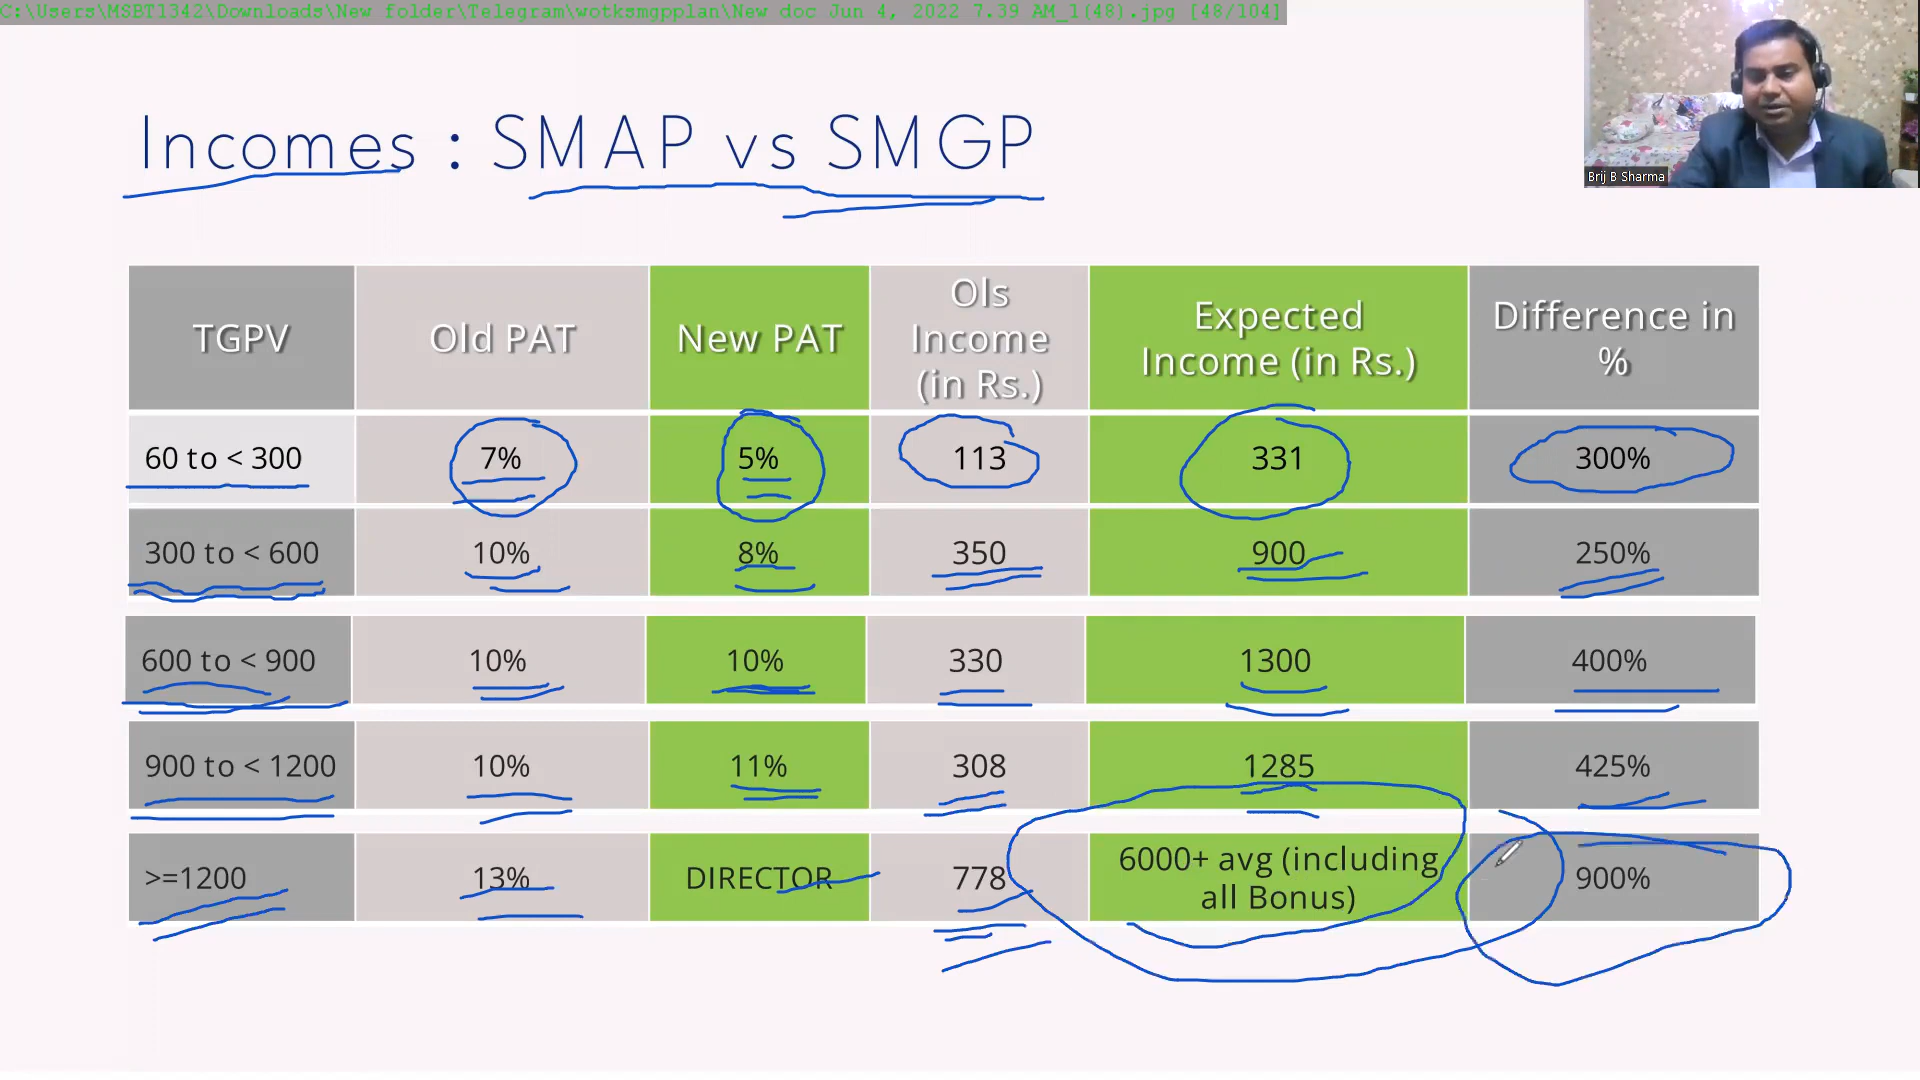 C:\Users\MSBT1342\Downloads\New folder\Telegram\wotksmgpplan\New doc Jun 4, 2022 7.39 AM_1(48).jpg [48/104]
Brij B Sharma
Incomes : SMAP vs SMGP
TGPV
Old PAT
New PAT
Ols
Income
(in Rs.)
Expected
Income (in Rs.)
Difference in
%
60 to < 300
7%
5%
113
331
300%
300 to < 600
10%
8%
350
900
250%
600 to < 900
10%
10%
330
1300
400%
900 to < 1200
10%
11%
308
1285
425%
>=1200
13%
DIRECTOR
778
6000+ avg (including
all Bonus)
900%